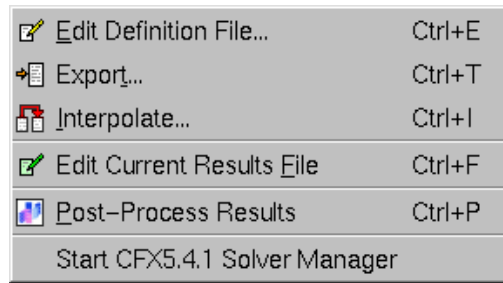 Edit Definition File... Ctrl+E
Export... Ctrl+T
Interpolate... Ctrl+I
Edit Current Results File Ctrl+F
Post-Process Results Ctrl+P
Start CFX5.4.1 Solver Manager